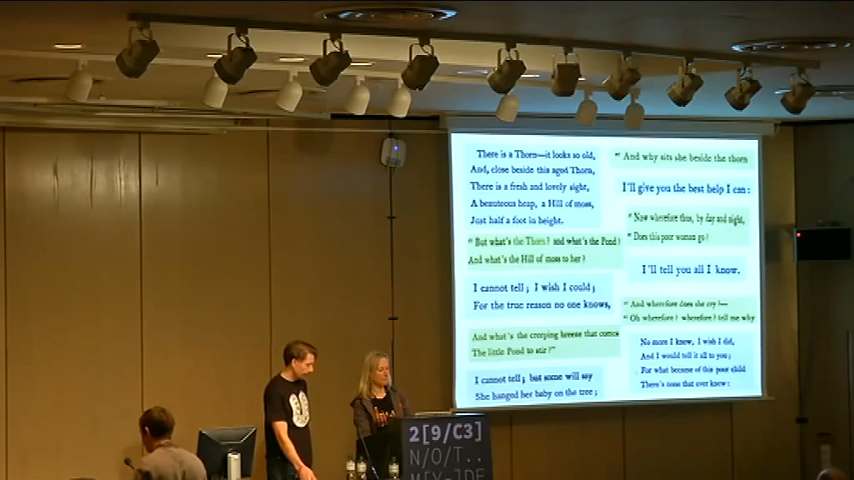 There is a Thorn—it looks so old,
And, close beside this aged Thorn,
There is a fresh and lovely sight,
A beauteous heap, a Hill of moss,
Just half a foot in height.
"But what's the Thorn? and what's the Pond?
And what's the Hill of moss to her?
I cannot tell; I wish I could;
For the true reason no one knows,
And what's the creeping breeze that comes
The little Pond to stir?"
I cannot tell; but some will say
She hanged her baby on the tree;
"And why sits she beside the thorn
I'll give you the best help I can:
"Now wherefore thus, by day and night,
"Does this poor woman go?
I'll tell you all I know.
"And wherefore does she cry?—
"Oh wherefore? wherefore? tell me why
No more I know, I wish I did,
And I would tell it all to you;
For what became of this poor child
There's none that ever knew:
2[9/C3]
N/O/T..
M[Y-]DE